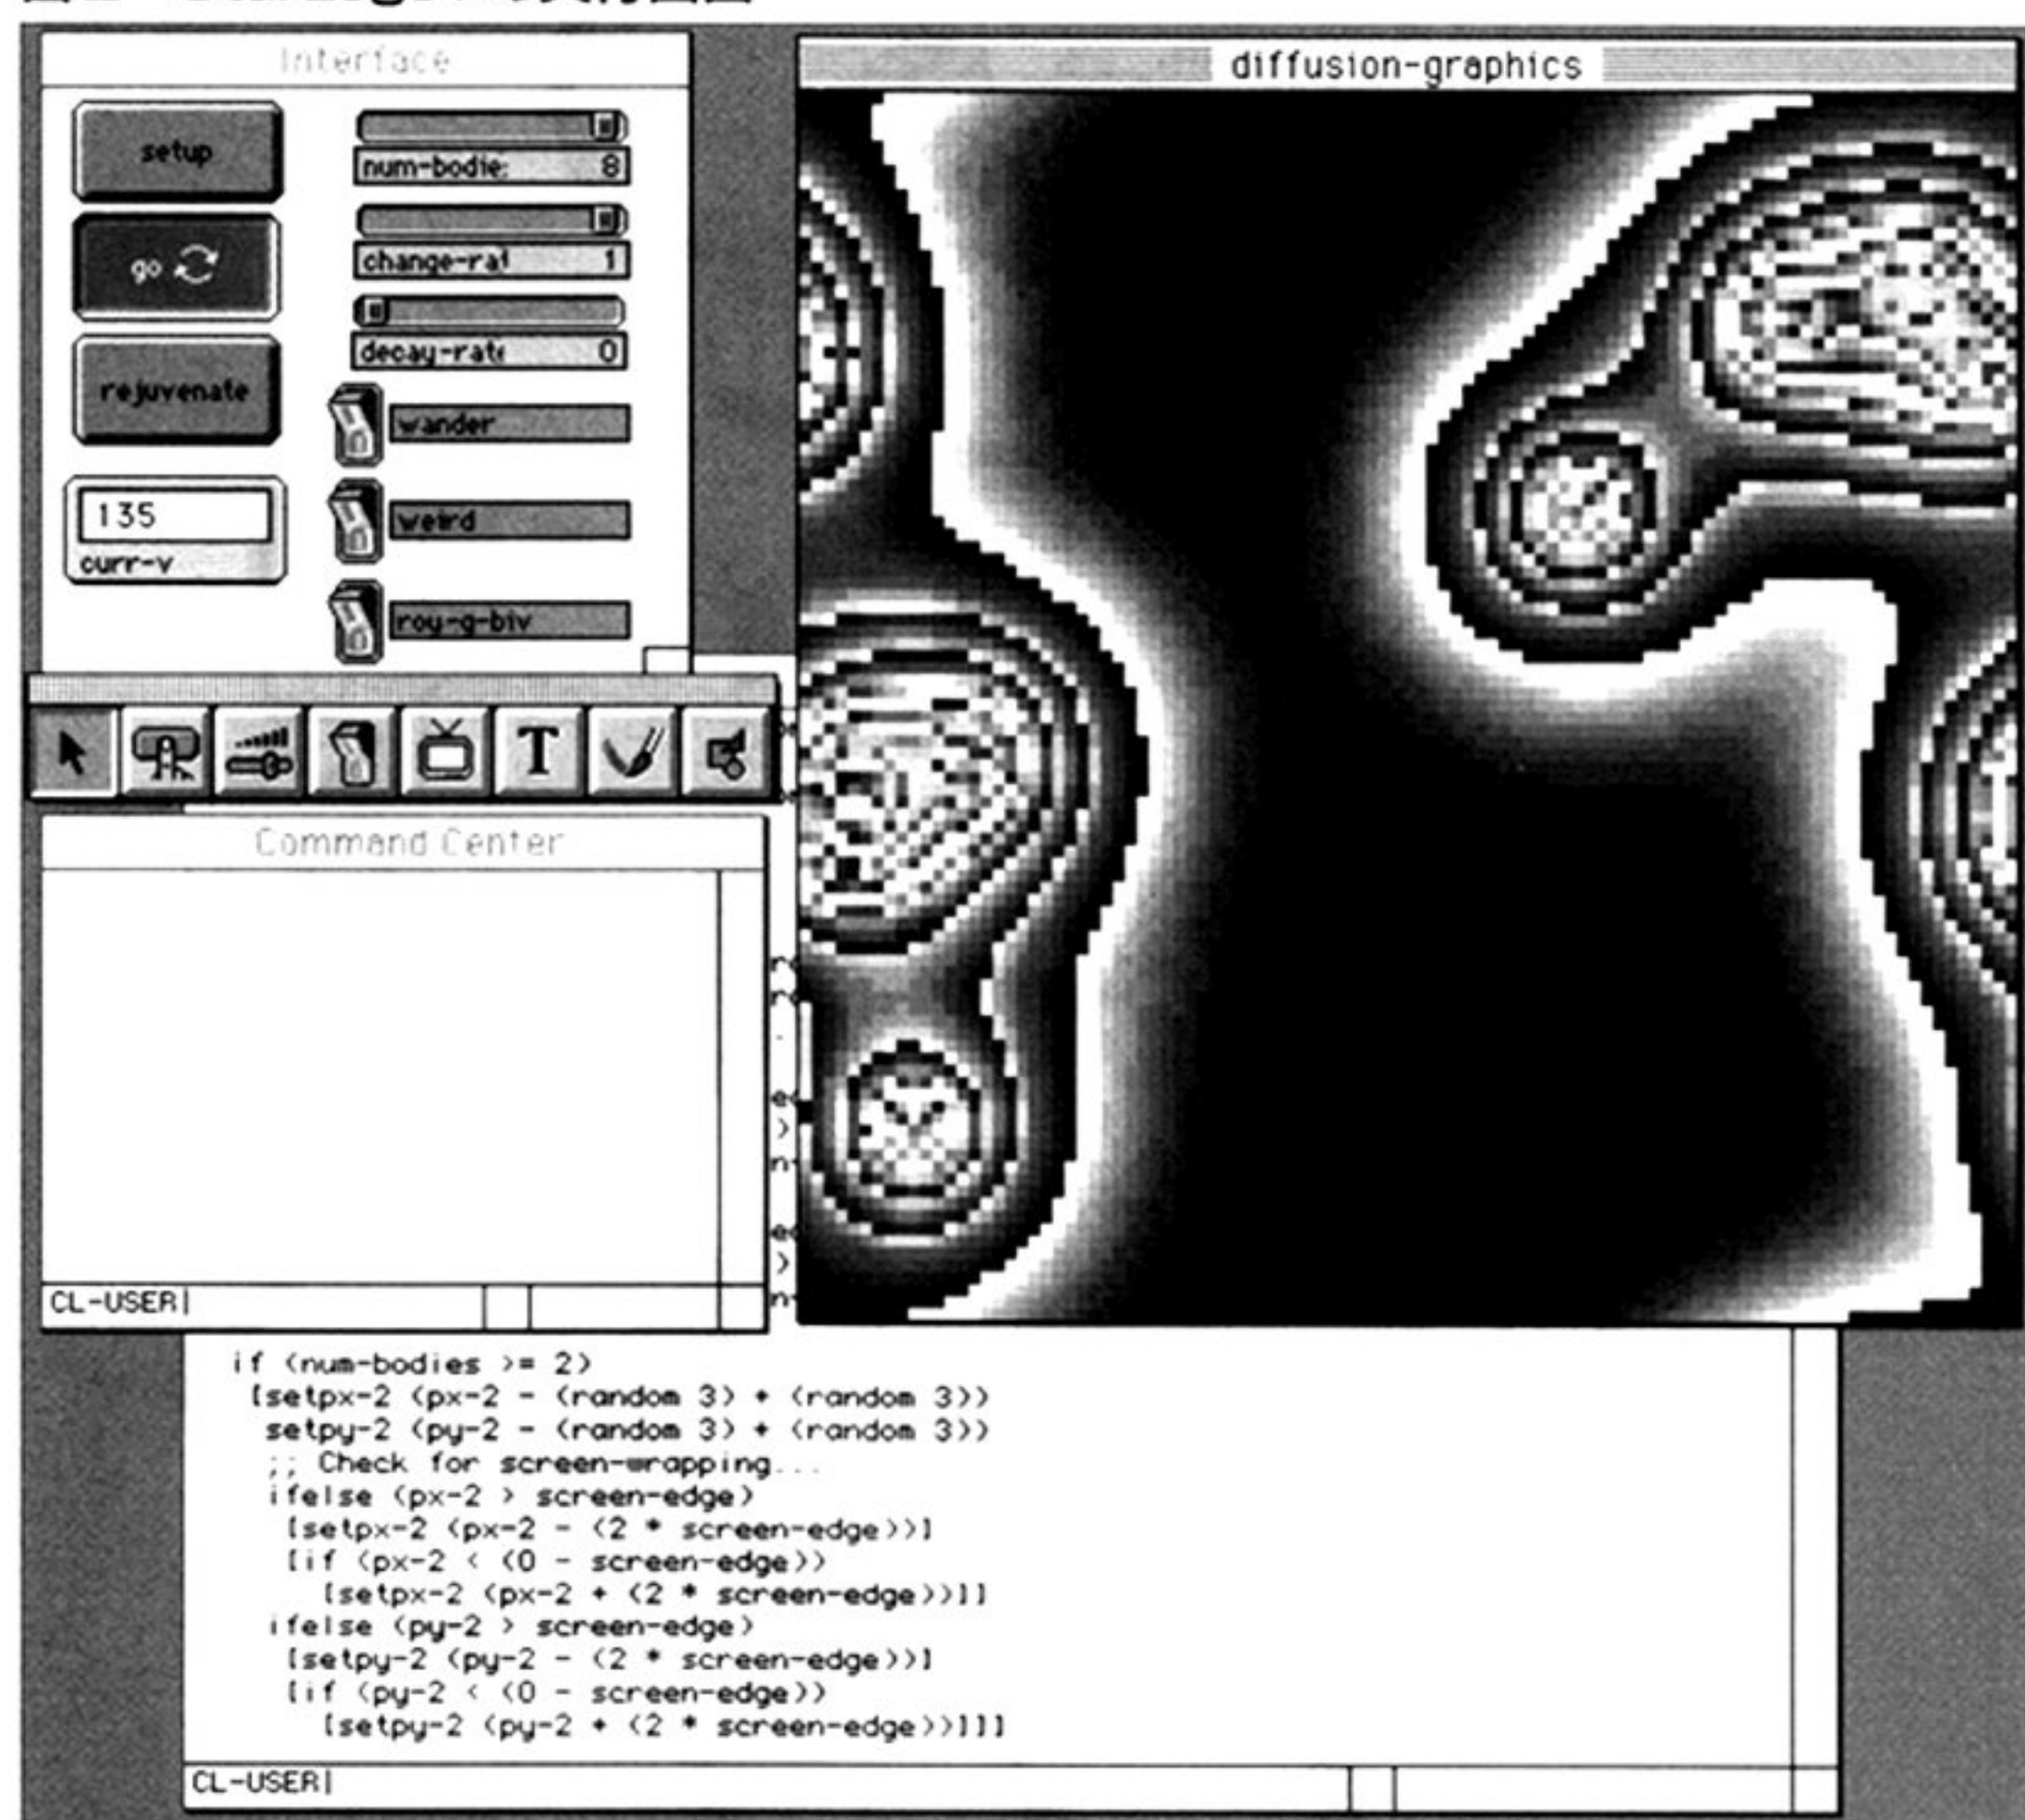 Interface
setup
num-bodie: 8
go
change-rat 1
decay-rate 0
rejuvenate
wander
135
weird
curr-v
roy-g-biv
T
diffusion-graphics
Command Center
CL-USER
if (num-bodies >= 2)
[setpx-2 (px-2 - (random 3) + (random 3))
setpy-2 (py-2 - (random 3) + (random 3))
;; Check for screen-wrapping...
ifelse (px-2 > screen-edge)
[setpx-2 (px-2 - (2 * screen-edge))]
[if (px-2 < (0 - screen-edge))
[setpx-2 (px-2 + (2 * screen-edge))]]
ifelse (py-2 > screen-edge)
[setpy-2 (py-2 - (2 * screen-edge))]
[if (py-2 < (0 - screen-edge))
[setpy-2 (py-2 + (2 * screen-edge))]]]
CL-USER